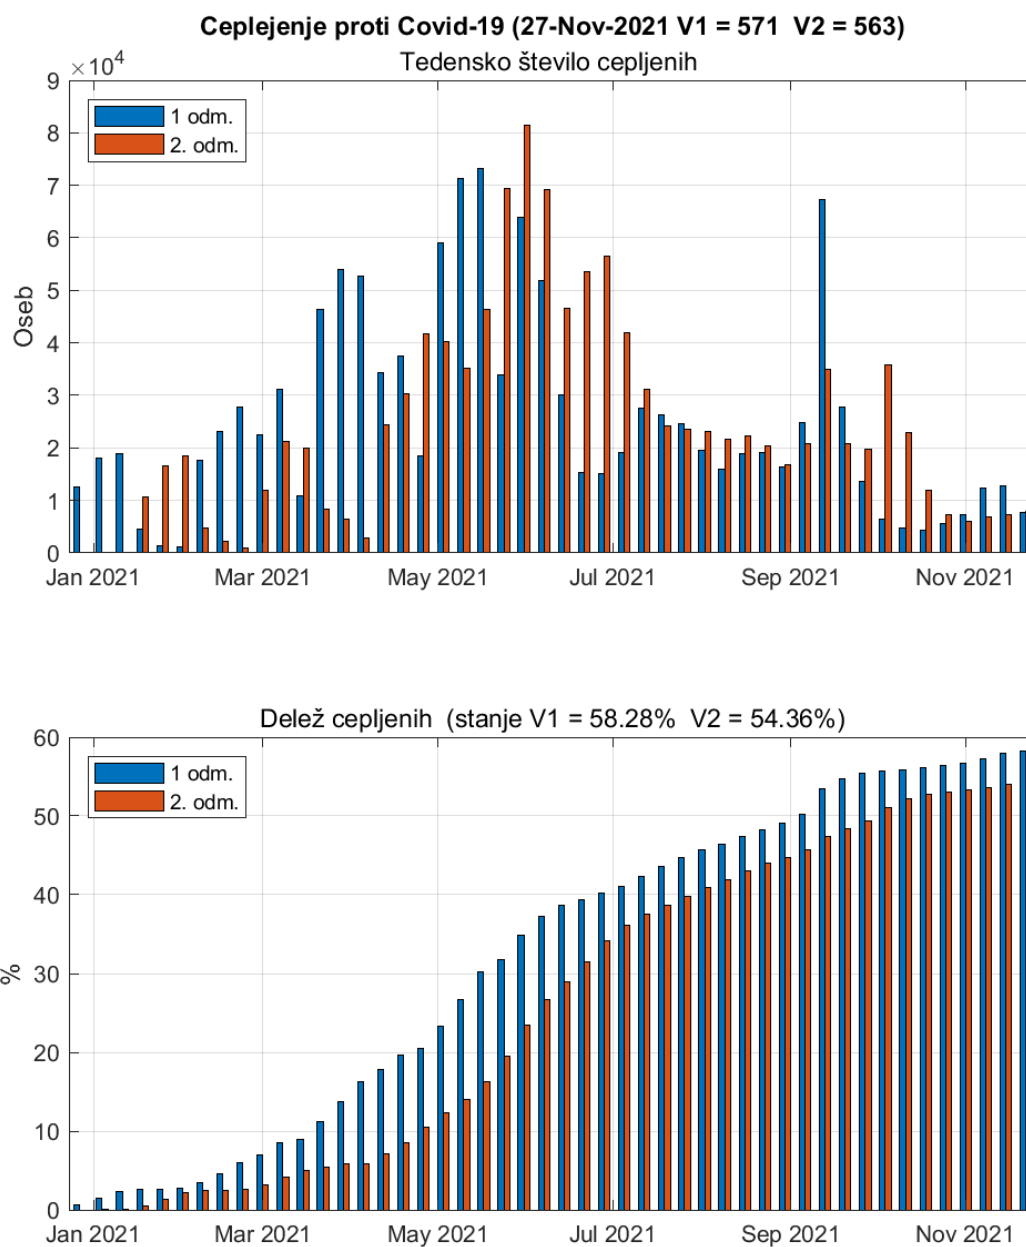 Ceplejenje proti Covid-19 (27-Nov-2021 V1 = 571  V2 = 563)
×10⁴
Tedensko število cepljenih
1 odm.
2. odm.
9
8
7
6
5
4
3
2
1
0
Oseb
Jan 2021
Mar 2021
May 2021
Jul 2021
Sep 2021
Nov 2021
Delež cepljenih  (stanje V1 = 58.28%  V2 = 54.36%)
1 odm.
2. odm.
60
50
40
30
20
10
0
%
Jan 2021
Mar 2021
May 2021
Jul 2021
Sep 2021
Nov 2021